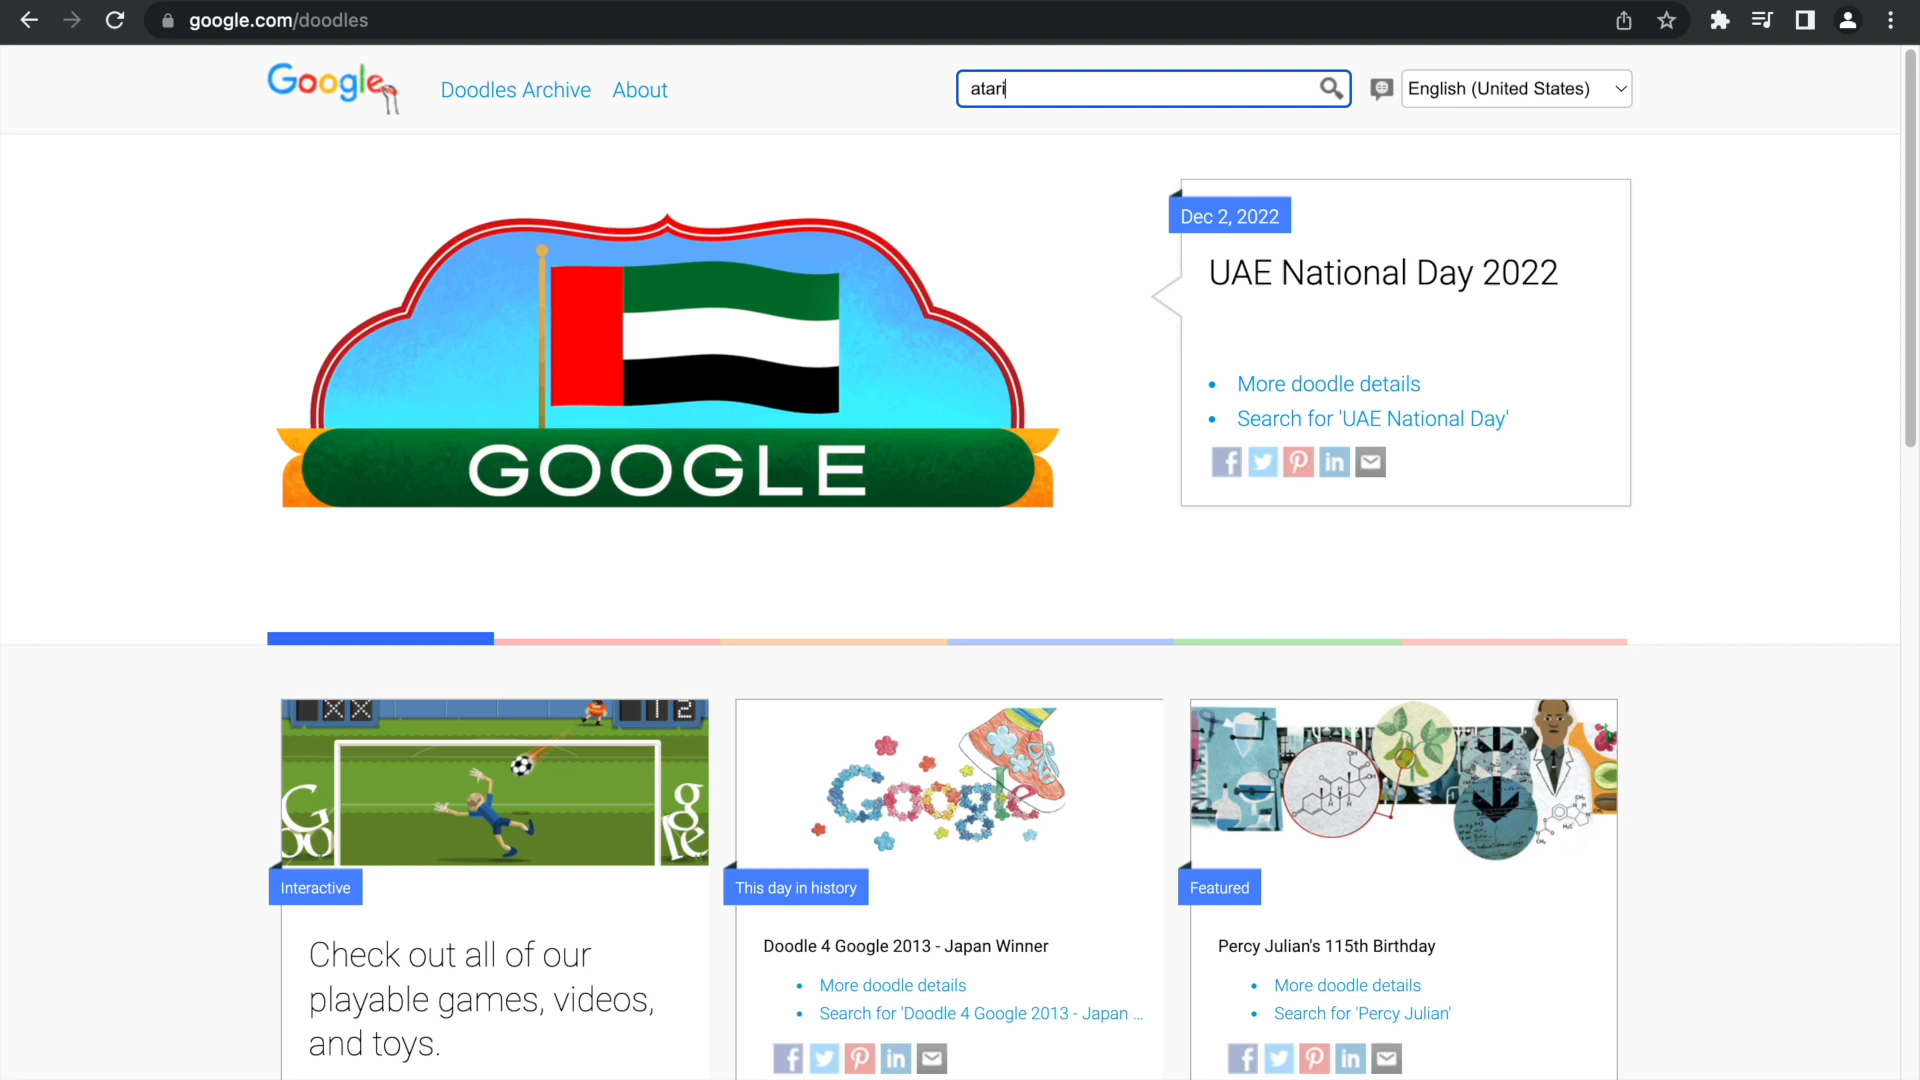 google.com/doodles
Google
Doodles Archive
About
atari
English (United States)
Dec 2, 2022
UAE National Day 2022
More doodle details
Search for 'UAE National Day'
GOOGLE
Interactive
Check out all of our
playable games, videos,
and toys.
Google
This day in history
Doodle 4 Google 2013 - Japan Winner
More doodle details
Search for 'Doodle 4 Google 2013 - Japan ...
Featured
Percy Julian's 115th Birthday
More doodle details
Search for 'Percy Julian'